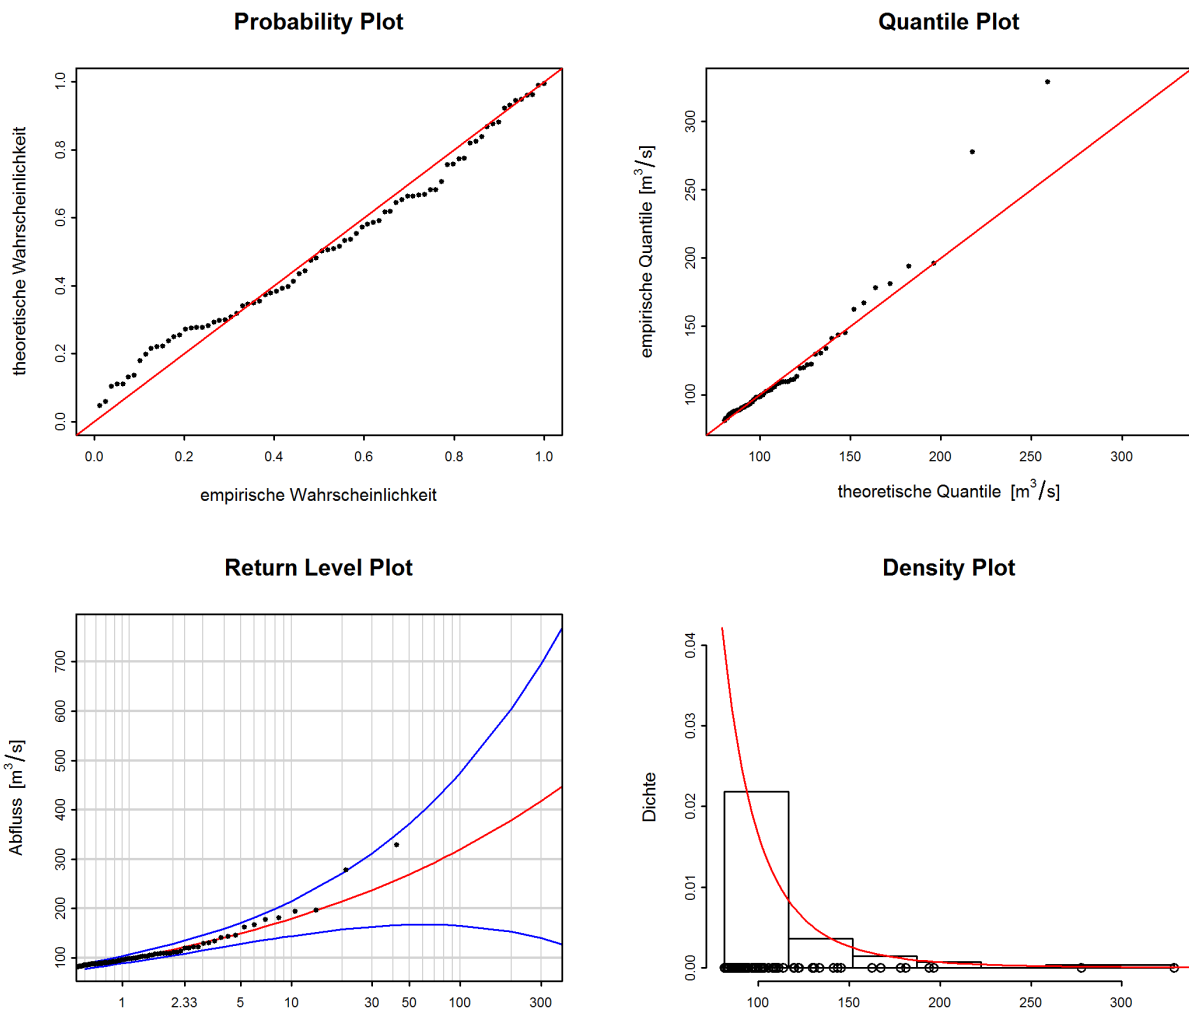 Probability Plot
theoretische Wahrscheinlichkeit
0.0 0.2 0.4 0.6 0.8 1.0
0.0 0.2 0.4 0.6 0.8 1.0
empirische Wahrscheinlichkeit
Quantile Plot
empirische Quantile [m³/s]
100 150 200 250 300
100 150 200 250 300
theoretische Quantile [m³/s]
Return Level Plot
Abfluss [m³/s]
100 200 300 400 500 600 700
1 2.33 5 10 30 50 100 300
Density Plot
Dichte
0.00 0.01 0.02 0.03 0.04
100 150 200 250 300